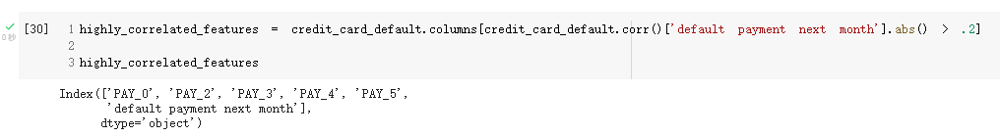 [30] 1 highly_correlated_features = credit_card_default.columns[credit_card_default.corr()['default payment next month'].abs() > .2]
2
3 highly_correlated_features
Index(['PAY_0', 'PAY_2', 'PAY_3', 'PAY_4', 'PAY_5',
'default payment next month'],
dtype='object')